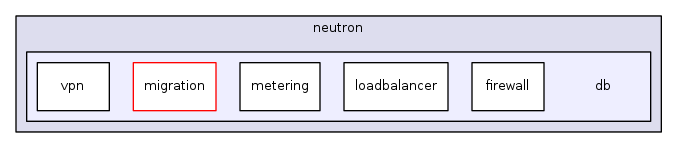 neutron
vpn
migration
metering
loadbalancer
firewall
db